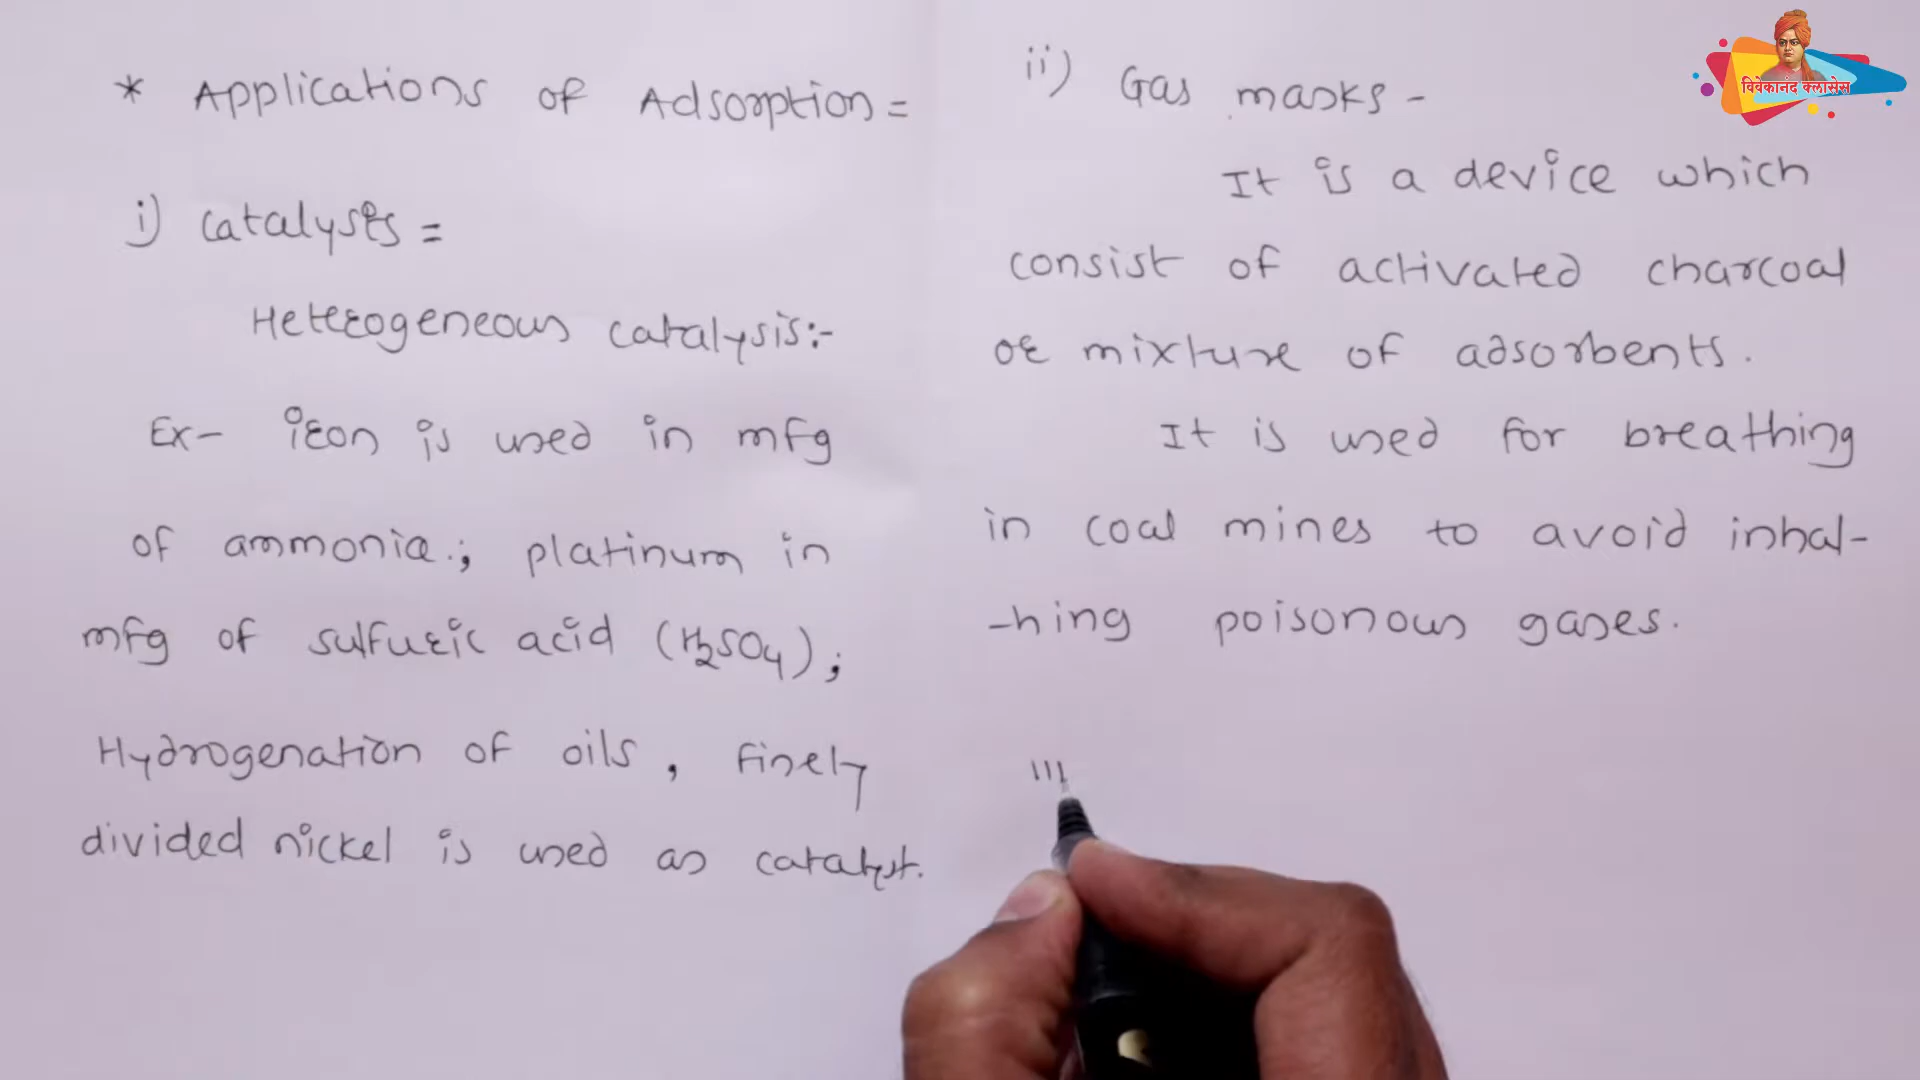 * Applications of Adsorption =
i) Catalysis =
Heterogeneous catalysis:-
Ex- iron is used in mfg
of ammonia.; platinum in
mfg of sulfuric acid (H2SO4);
Hydrogenation of oils, finely
divided nickel is used as catalyst.
ii) Gas masks -
It is a device which
consist of activated charcoal
or mixture of adsorbents.
It is used for breathing
in coal mines to avoid inhal-
-hing poisonous gases.
iii
विवेकानंद क्लासेस